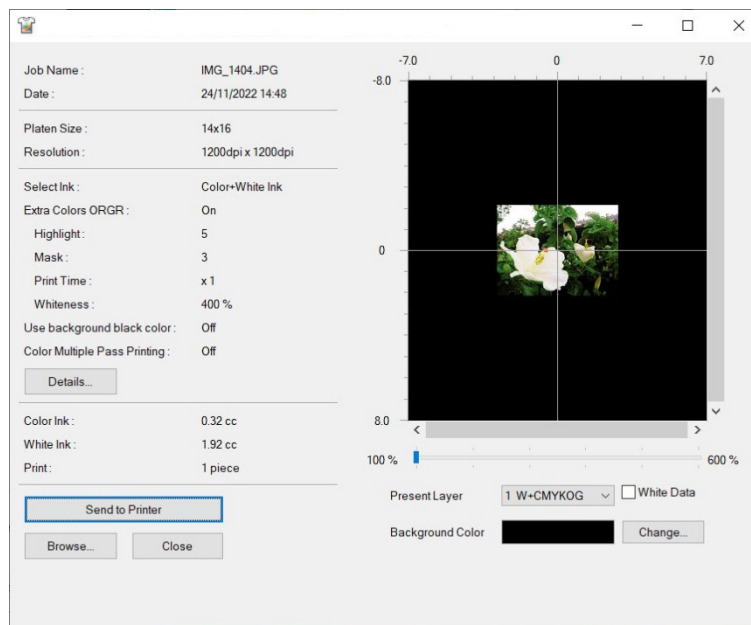 Job Name : IMG_1404.JPG
Date : 24/11/2022 14:48
Platen Size : 14x16
Resolution : 1200dpi x 1200dpi
Select Ink : Color+White Ink
Extra Colors ORGR : On
Highlight : 5
Mask : 3
Print Time : x 1
Whiteness : 400 %
Use background black color : Off
Color Multiple Pass Printing : Off
Details...
Color Ink : 0.32 cc
White Ink : 1.92 cc
Print : 1 piece
Send to Printer
Browse... Close
-7.0 0 7.0
-8.0
0
8.0
100 % 600 %
Present Layer 1 W+CMYKOG White Data
Background Color Change...